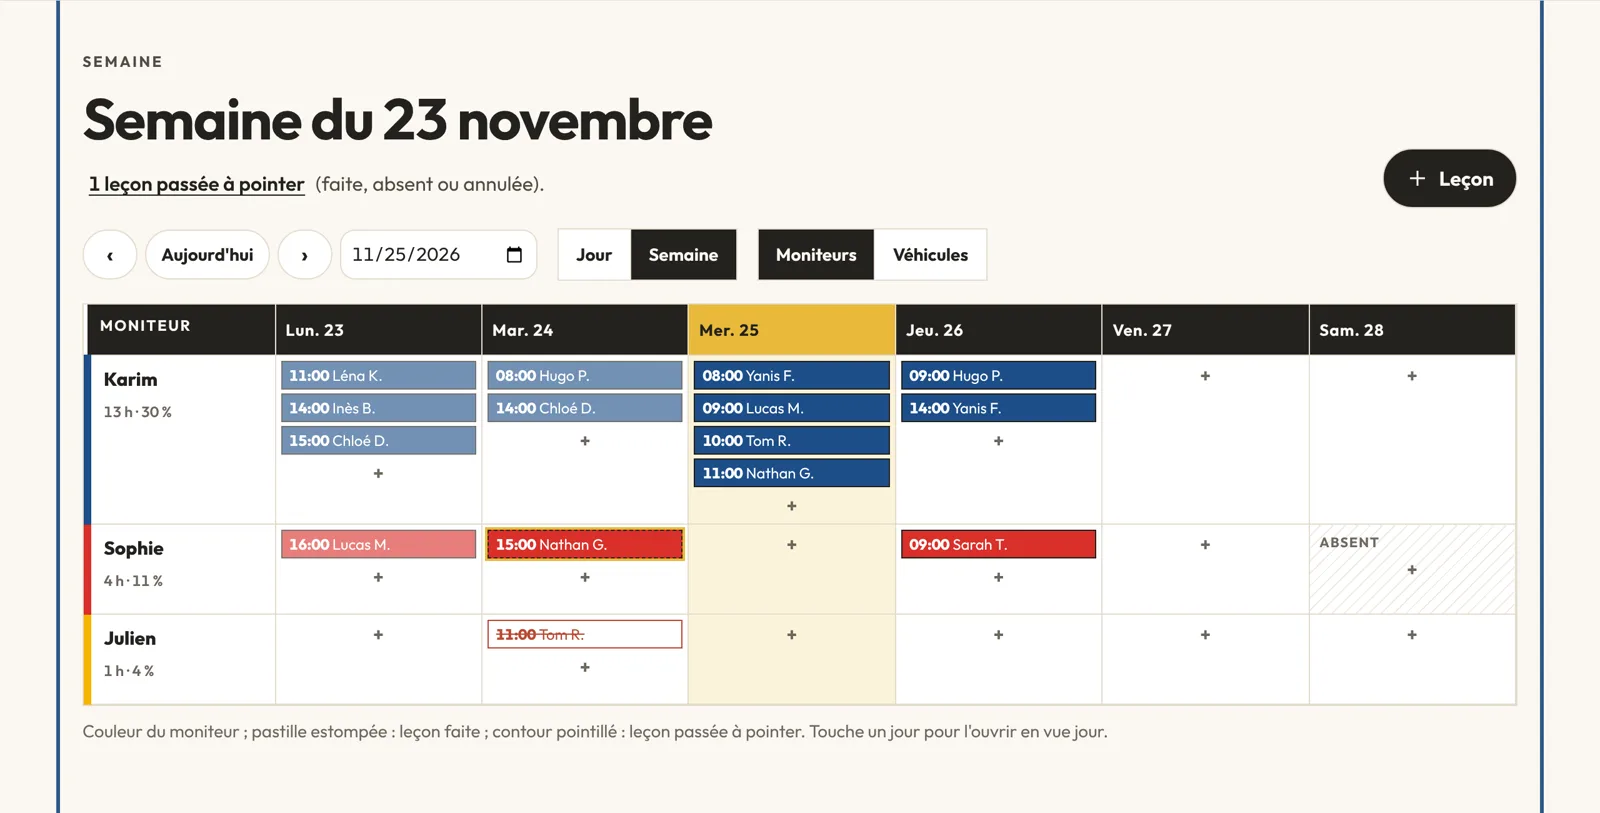 SEMAINE
Semaine du 23 novembre
1 leçon passée à pointer (faite, absent ou annulée).
+ Leçon
‹ Aujourd'hui › 11/25/2026 Jour Semaine Moniteurs Véhicules
MONITEUR Lun. 23 Mar. 24 Mer. 25 Jeu. 26 Ven. 27 Sam. 28
Karim
13 h · 30 %
11:00 Léna K.
14:00 Inès B.
15:00 Chloé D.
+
08:00 Hugo P.
14:00 Chloé D.
+
08:00 Yanis F.
09:00 Lucas M.
10:00 Tom R.
11:00 Nathan G.
+
09:00 Hugo P.
14:00 Yanis F.
+
+
+
Sophie
4 h · 11 %
16:00 Lucas M.
+
15:00 Nathan G.
+
+
09:00 Sarah T.
+
+
ABSENT
+
Julien
1 h · 4 %
+
11:00 Tom R.
+
+
+
+
+
Couleur du moniteur ; pastille estompée : leçon faite ; contour pointillé : leçon passée à pointer. Touche un jour pour l'ouvrir en vue jour.